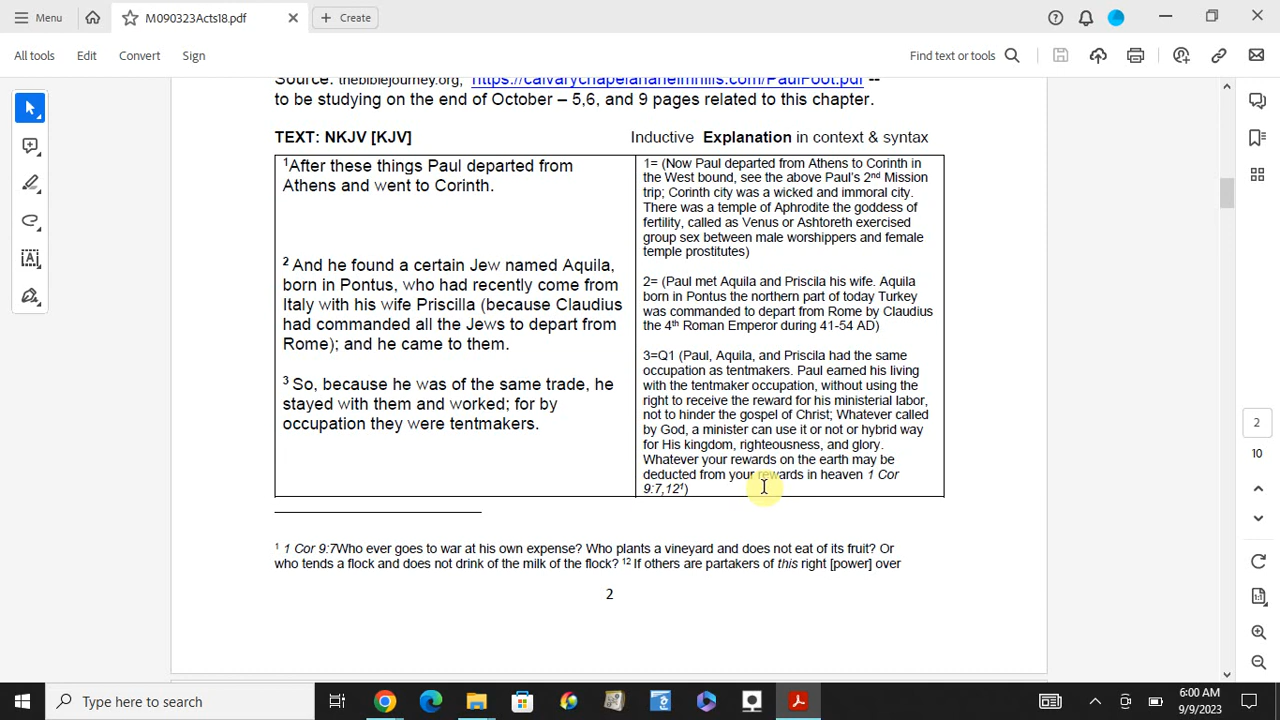 Menu
M090323Acts18.pdf
Create
All tools
Edit
Convert
Sign
Find text or tools
Source: thebiblejourney.org, https://calvarychapelanaheimhills.com/PaulFoot.pdf --
to be studying on the end of October – 5,6, and 9 pages related to this chapter.
TEXT: NKJV [KJV]
Inductive Explanation in context & syntax
1After these things Paul departed from
Athens and went to Corinth.
2 And he found a certain Jew named Aquila,
born in Pontus, who had recently come from
Italy with his wife Priscilla (because Claudius
had commanded all the Jews to depart from
Rome); and he came to them.
3 So, because he was of the same trade, he
stayed with them and worked; for by
occupation they were tentmakers.
1= (Now Paul departed from Athens to Corinth in
the West bound, see the above Paul's 2nd Mission
trip; Corinth city was a wicked and immoral city.
There was a temple of Aphrodite the goddess of
fertility, called as Venus or Ashtoreth exercised
group sex between male worshippers and female
temple prostitutes)
2= (Paul met Aquila and Priscila his wife. Aquila
born in Pontus the northern part of today Turkey
was commanded to depart from Rome by Claudius
the 4th Roman Emperor during 41-54 AD)
3=Q1 (Paul, Aquila, and Priscila had the same
occupation as tentmakers. Paul earned his living
with the tentmaker occupation, without using the
right to receive the reward for his ministerial labor,
not to hinder the gospel of Christ; Whatever called
by God, a minister can use it or not or hybrid way
for His kingdom, righteousness, and glory.
Whatever your rewards on the earth may be
deducted from your rewards in heaven 1 Cor
9:7,121)
1 1 Cor 9:7Who ever goes to war at his own expense? Who plants a vineyard and does not eat of its fruit? Or
who tends a flock and does not drink of the milk of the flock? 12 If others are partakers of this right [power] over
2
2
10
Type here to search
6:00 AM
9/9/2023